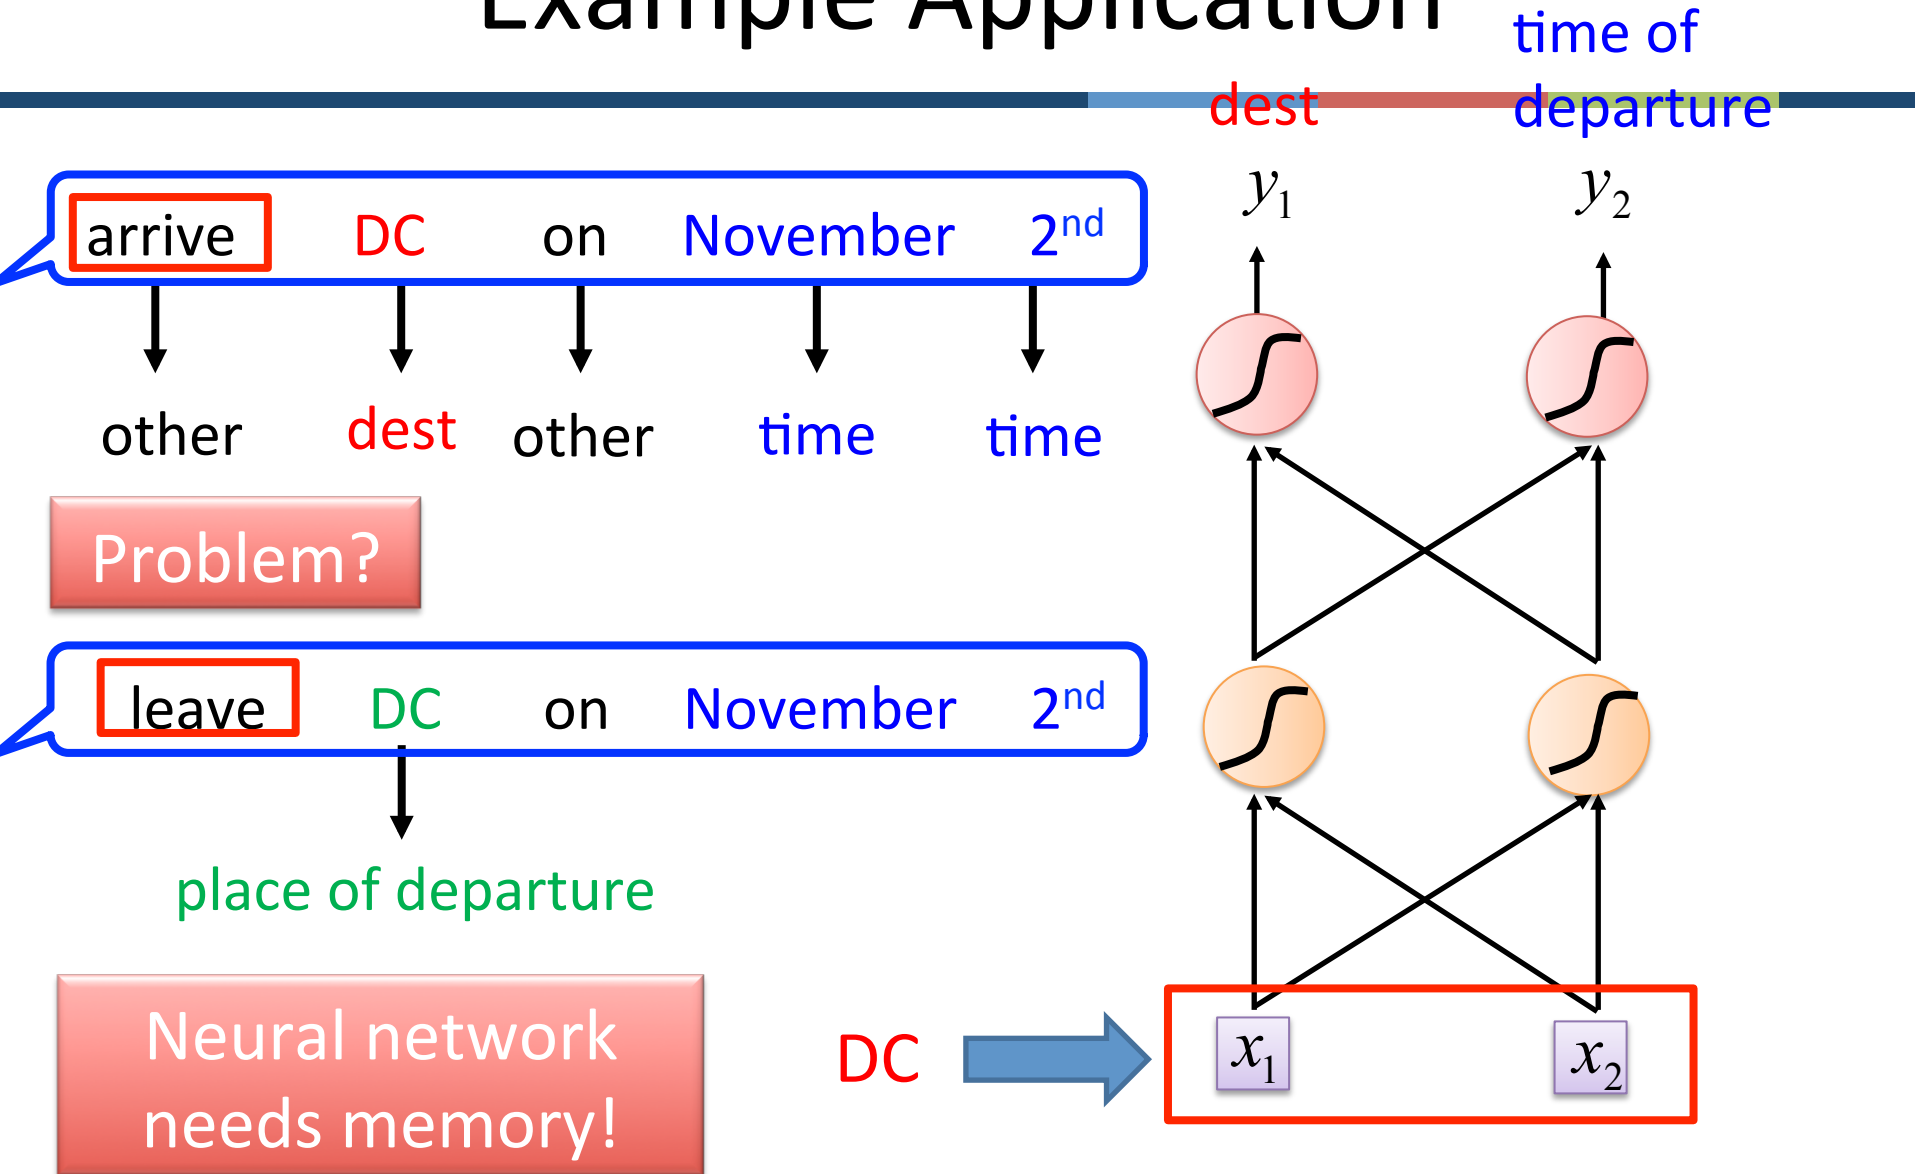 Example Application
time of
departure
dest
y1
y2
arrive DC on November 2nd
other dest other time time
Problem?
leave DC on November 2nd
place of departure
Neural network
needs memory!
DC
x1
x2